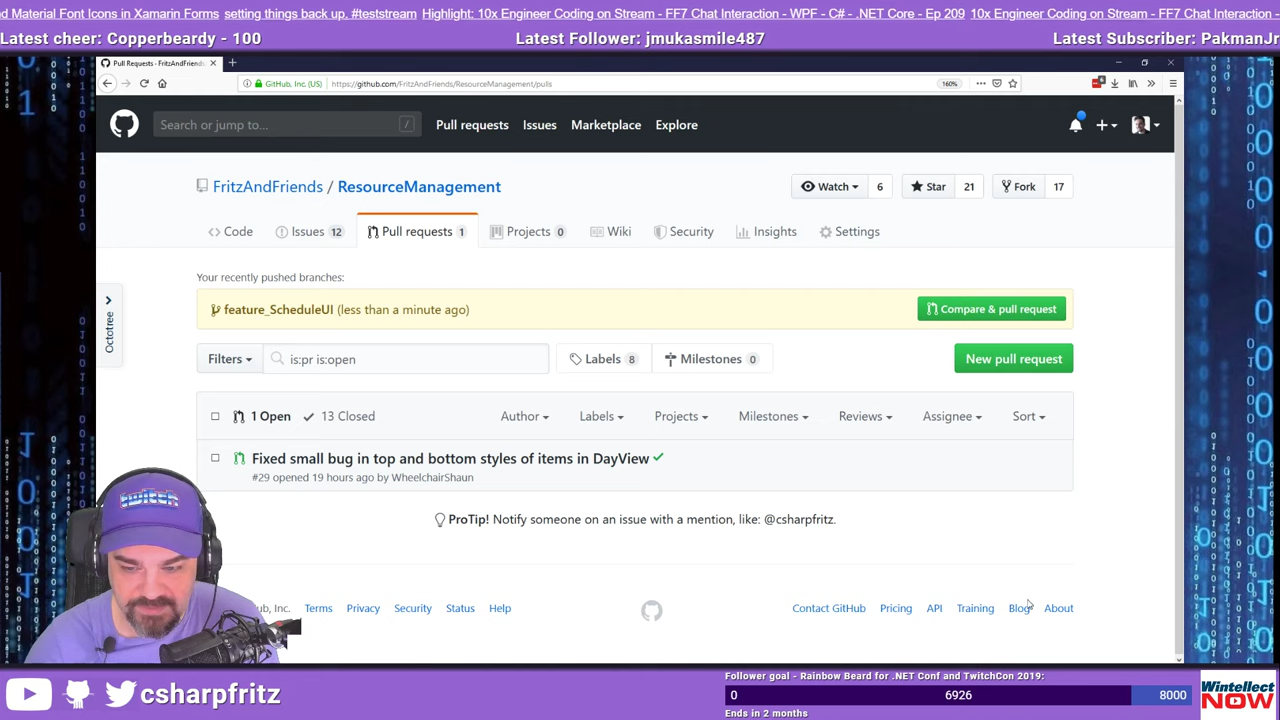 nd Material Font Icons in Xamarin Forms setting things back up, #teststream Highlight: 10x Engineer Coding on Stream - FF7 Chat Interaction - WPF - C# - .NET Core - Ep 209 10x Engineer Coding on Stream - FF7 Chat Interaction -
Latest cheer: Copperbeardy - 100 Latest Follower: jmukasmile487 Latest Subscriber: PakmanJr
Pull Requests - FritzAndFriends
GitHub, Inc. (US) https://github.com/FritzAndFriends/ResourceManagement/pulls 160%
Search or jump to... / Pull requests Issues Marketplace Explore
FritzAndFriends / ResourceManagement Watch 6 Star 21 Fork 17
Code Issues 12 Pull requests 1 Projects 0 Wiki Security Insights Settings
Your recently pushed branches:
feature_ScheduleUI (less than a minute ago) Compare & pull request
Octotree
Filters is:pr is:open Labels 8 Milestones 0 New pull request
1 Open 13 Closed Author Labels Projects Milestones Reviews Assignee Sort
Fixed small bug in top and bottom styles of items in DayView
#29 opened 19 hours ago by WheelchairShaun
ProTip! Notify someone on an issue with a mention, like: @csharpfritz.
ub, Inc. Terms Privacy Security Status Help Contact GitHub Pricing API Training Blog About
twitch
csharpfritz
Follower goal - Rainbow Beard for .NET Conf and TwitchCon 2019:
0 6926 8000
Ends in 2 months
Wintellect
NOW